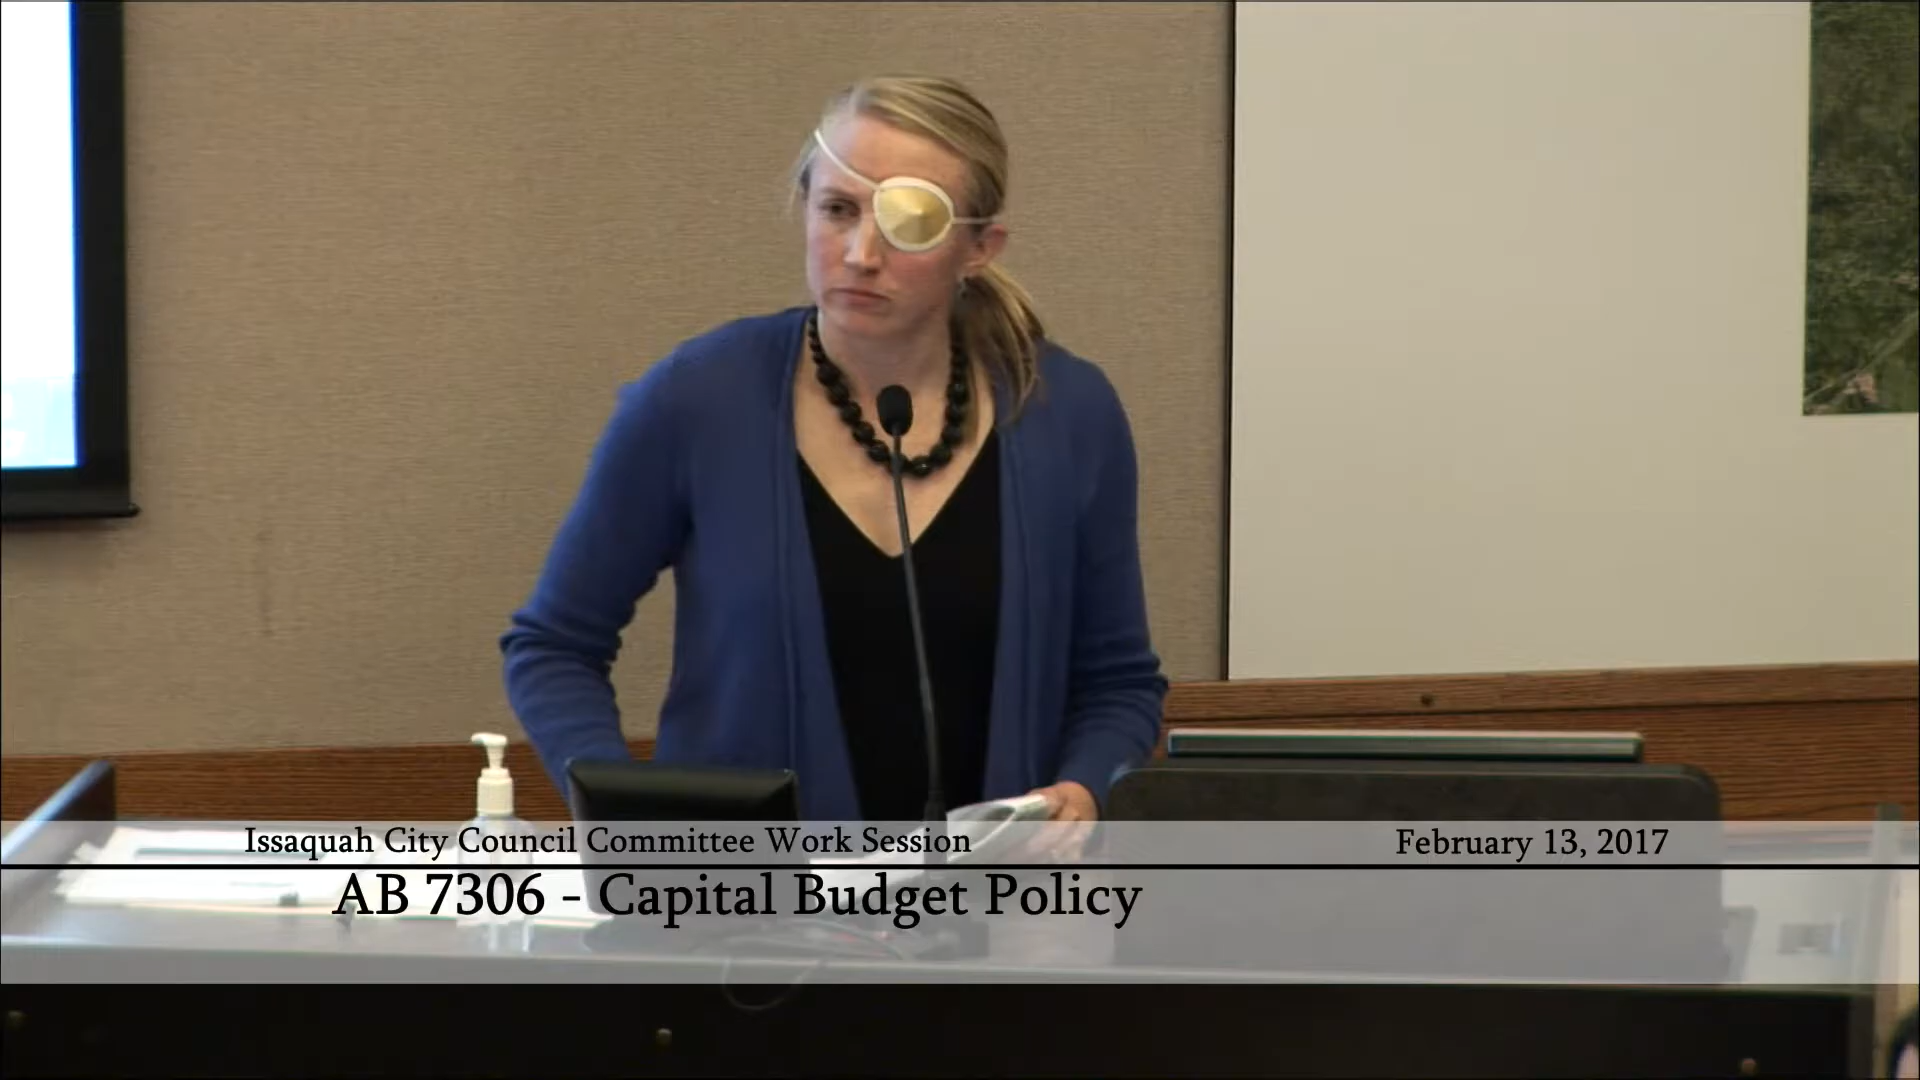 Issaquah City Council Committee Work Session
February 13, 2017
AB 7306 - Capital Budget Policy